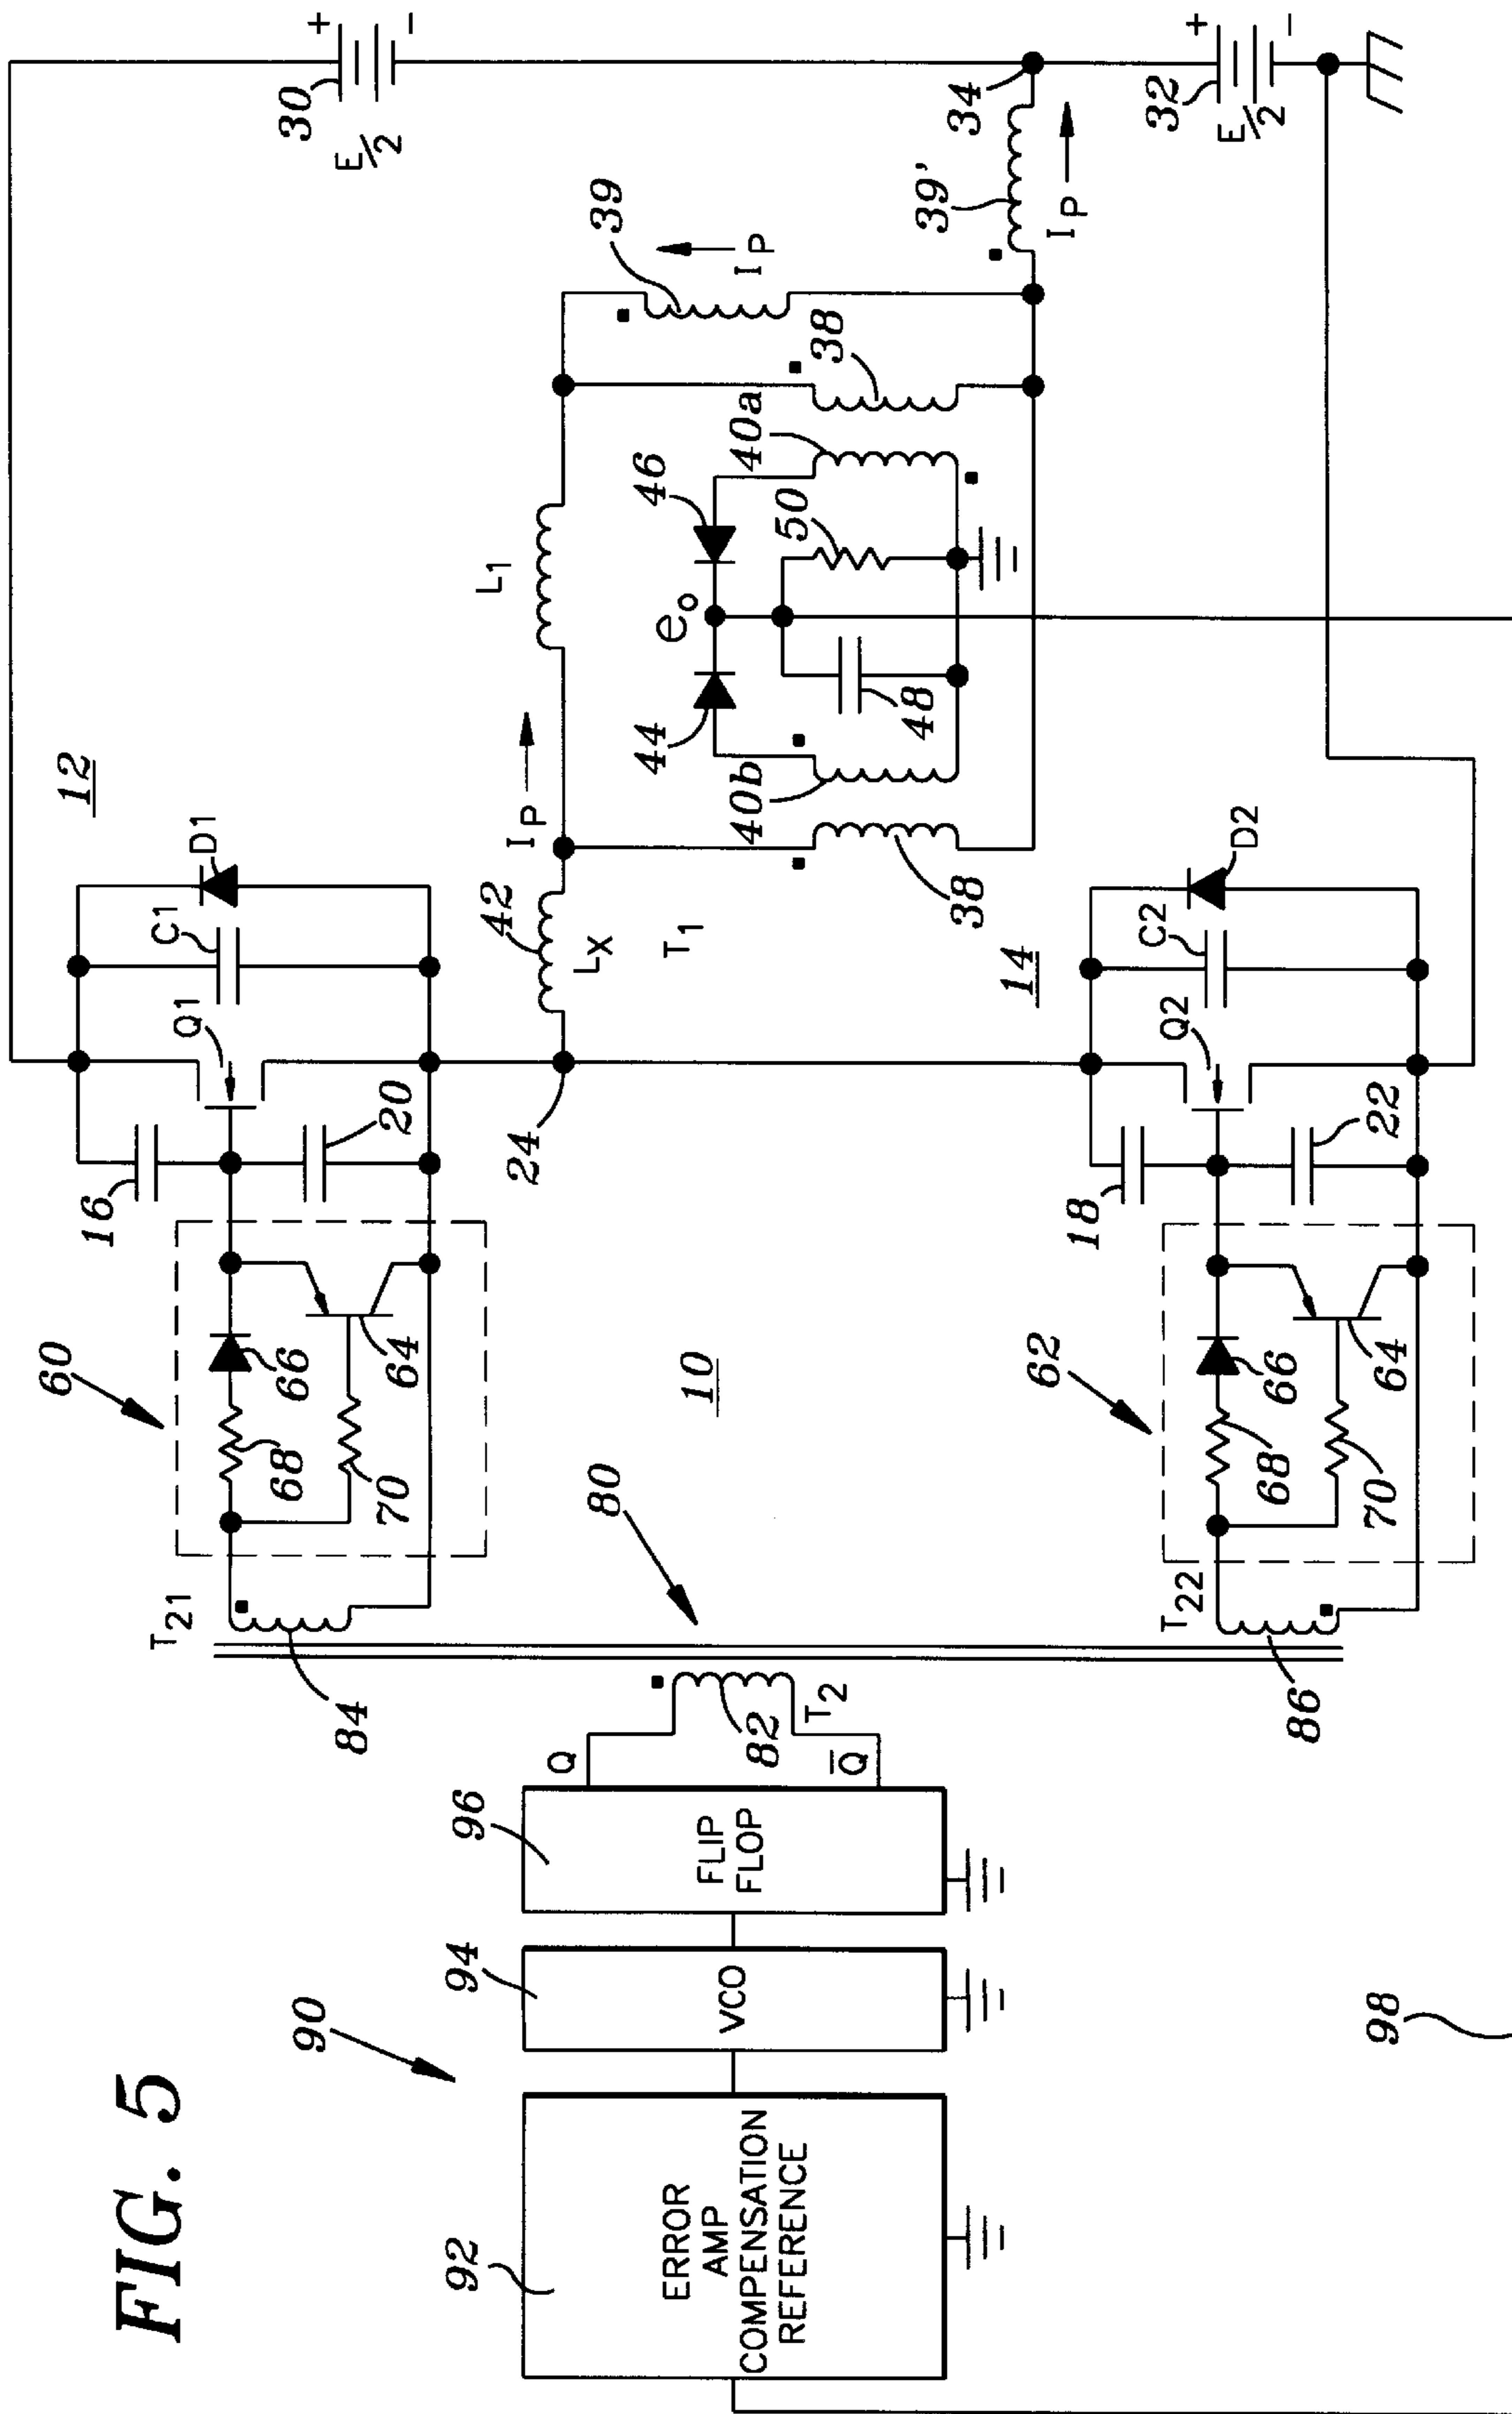 FIG. 5
90
92
ERROR
AMP
COMPENSATION
REFERENCE
94
VCO
96
FLIP
FLOP
Q
Q̅
82
T2
80
84
T21
86
T22
60
68
66
70
64
62
68
66
70
64
10
16
20
Q1
C1
D1
12
18
22
Q2
C2
D2
14
24
42
LX
T1
IP
L1
38
40b
44
eo
46
48
50
40a
38
39
IP
39'
IP
34
30
E/2
+
-
32
E/2
+
-
98